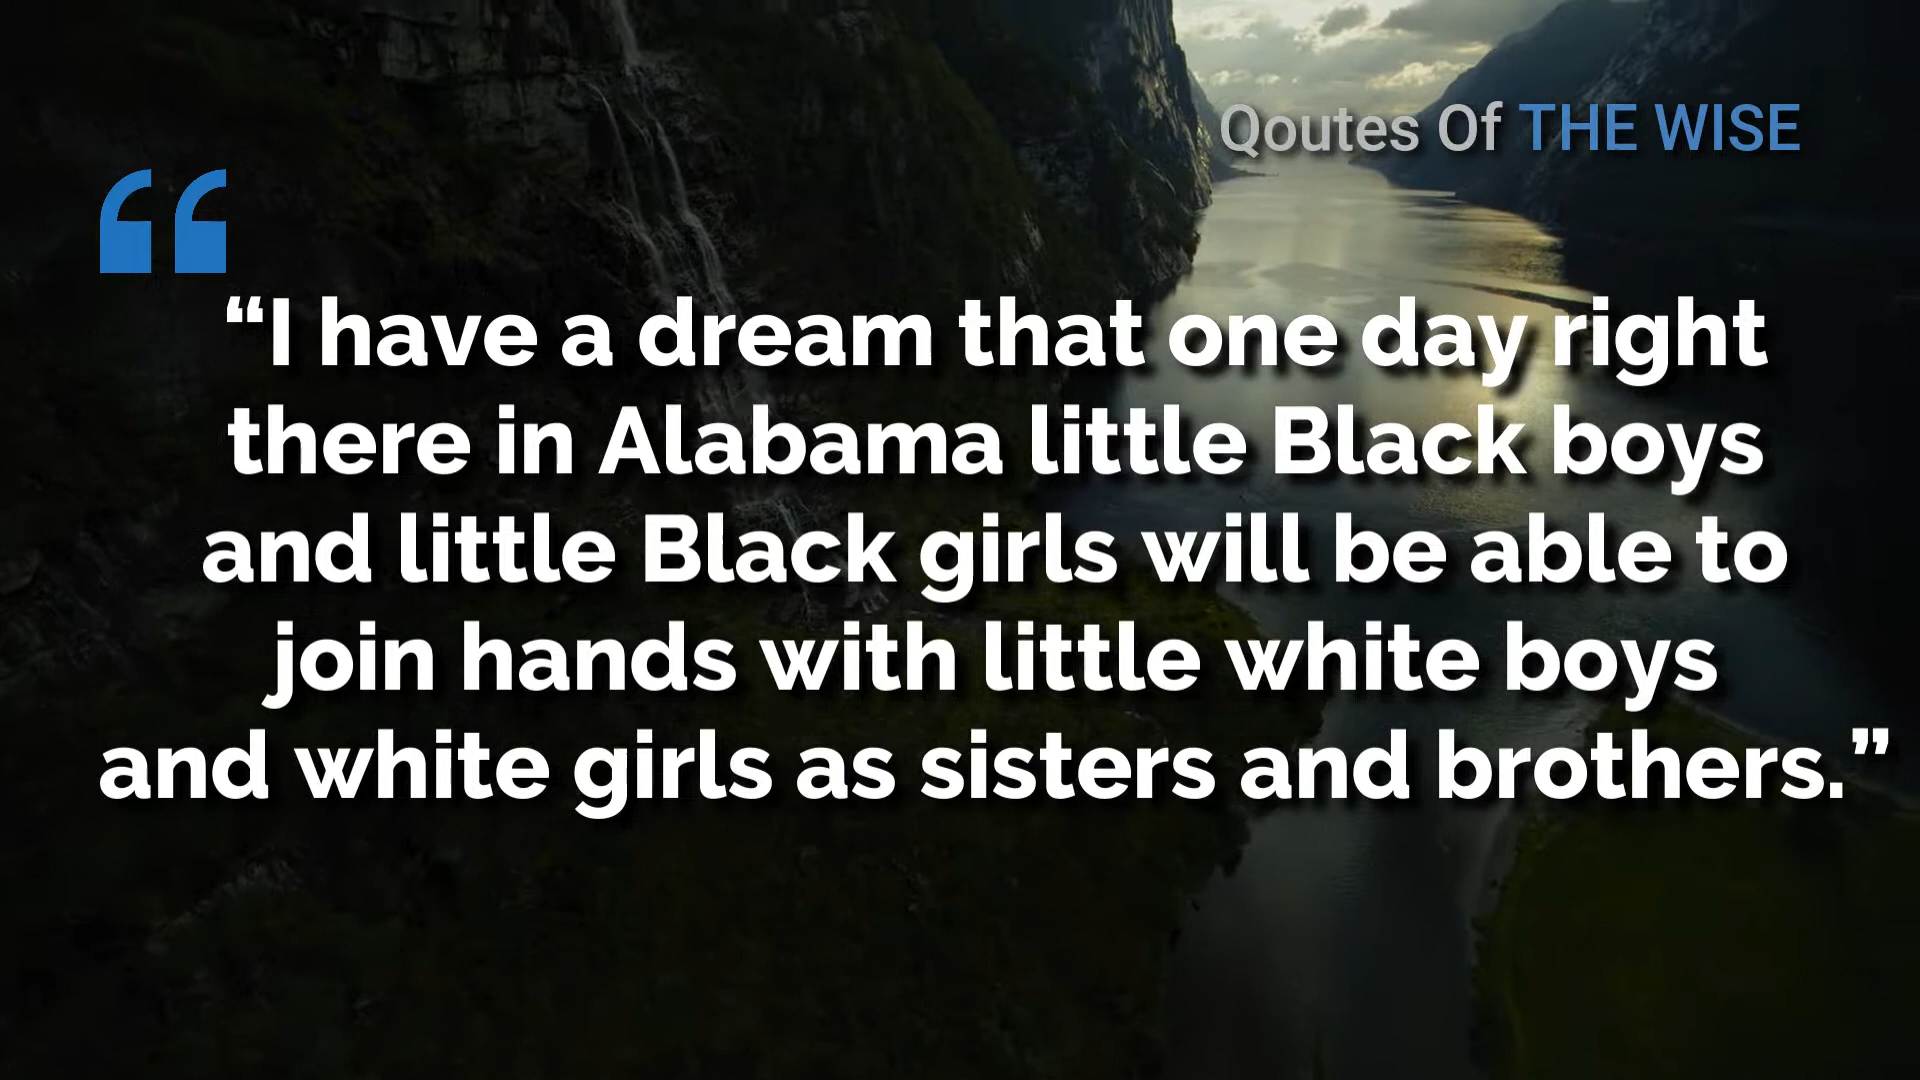 Qoutes Of THE WISE
“I have a dream that one day right
there in Alabama little Black boys
and little Black girls will be able to
join hands with little white boys
and white girls as sisters and brothers.”